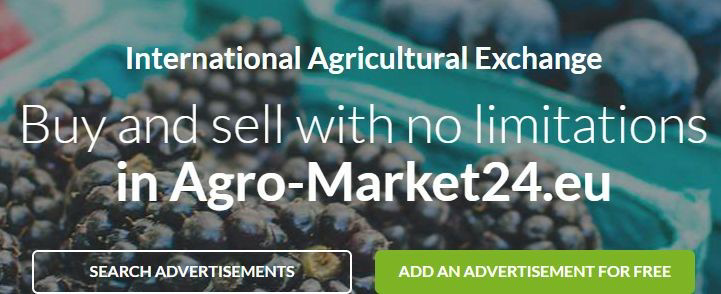 International Agricultural Exchange
Buy and sell with no limitations
in Agro-Market24.eu
SEARCH ADVERTISEMENTS
ADD AN ADVERTISEMENT FOR FREE